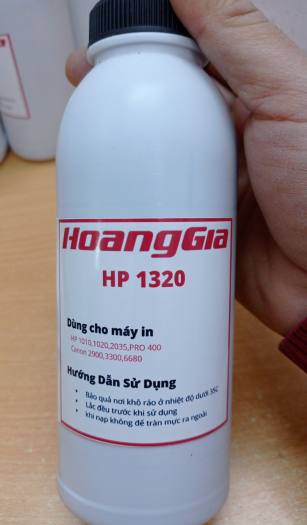 HoangGia
HP 1320
Dùng cho máy in
HP 1010,1020,2035,PRO 400
Canon 2900,3300,6680
Hướng Dẫn Sử Dụng
• Bảo quả nơi khô ráo ở nhiệt độ dưới 35C
• Lắc đều trước khi sử dụng
• khi nạp không để tràn mực ra ngoài